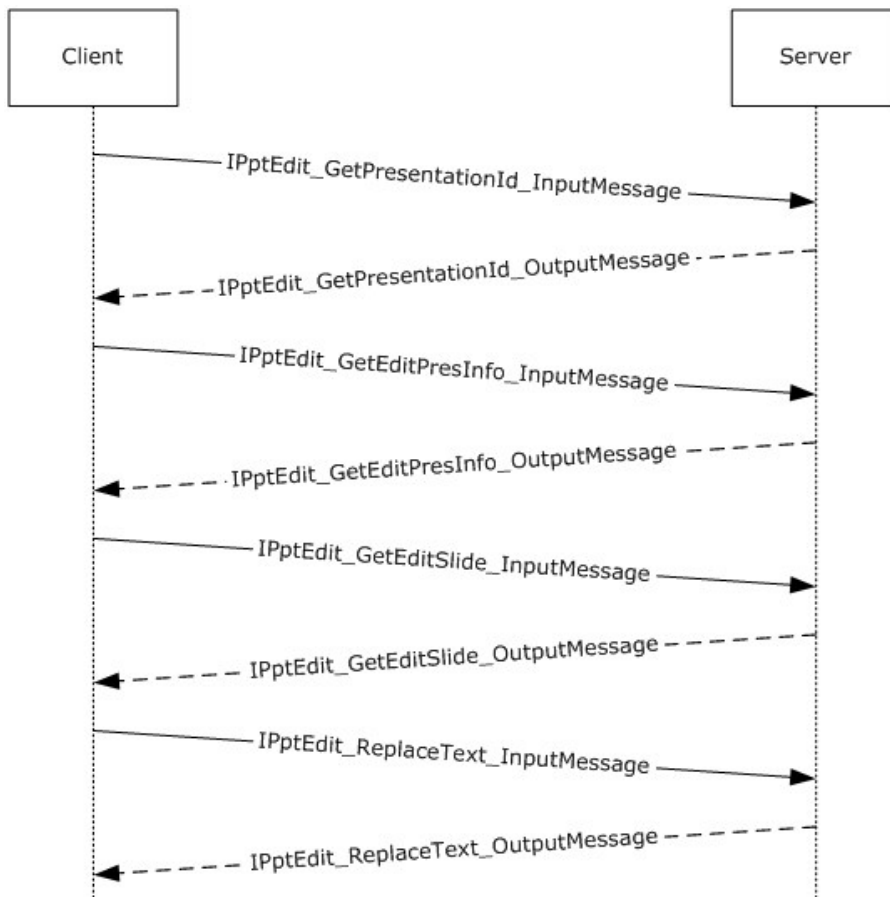 Client
Server
IPptEdit_GetPresentationId_InputMessage
IPptEdit_GetPresentationId_OutputMessage
IPptEdit_GetEditPresInfo_InputMessage
IPptEdit_GetEditPresInfo_OutputMessage
IPptEdit_GetEditSlide_InputMessage
IPptEdit_GetEditSlide_OutputMessage
IPptEdit_ReplaceText_InputMessage
IPptEdit_ReplaceText_OutputMessage